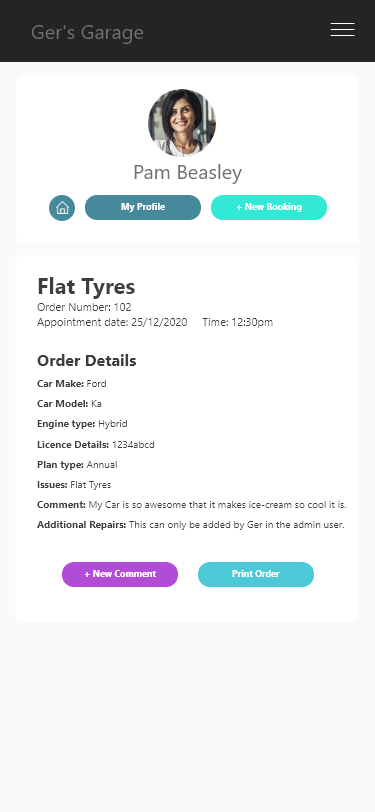 Ger's Garage
Pam Beasley
My Profile
+ New Booking
Flat Tyres
Order Number: 102
Appointment date: 25/12/2020 Time: 12:30pm
Order Details
Car Make: Ford
Car Model: Ka
Engine type: Hybrid
Licence Details: 1234abcd
Plan type: Annual
Issues: Flat Tyres
Comment: My Car is so awesome that it makes ice-cream so cool it is.
Additional Repairs: This can only be added by Ger in the admin user.
+ New Comment
Print Order